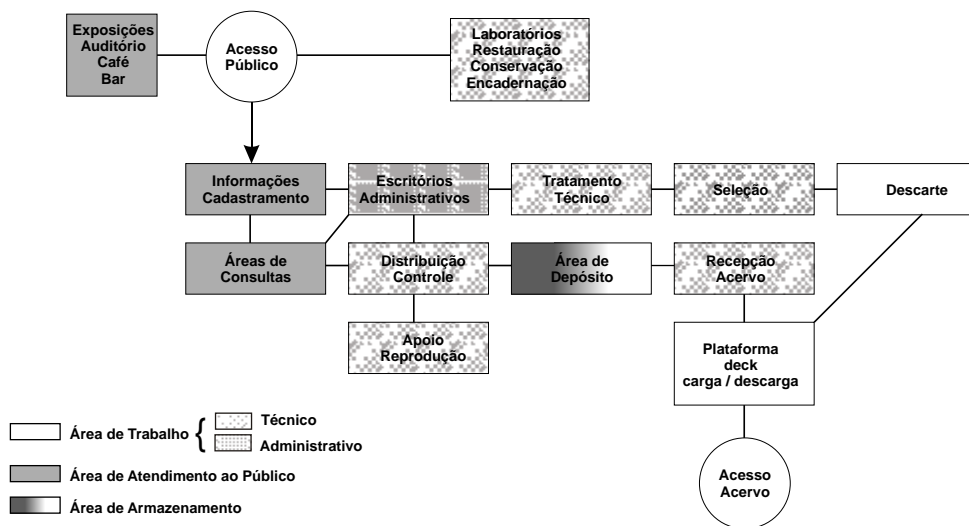 Exposições
Auditório
Café
Bar
Acesso
Público
Laboratórios
Restauração
Conservação
Encadernação
Informações
Cadastramento
Escritórios
Administrativos
Tratamento
Técnico
Seleção
Descarte
Áreas de
Consultas
Distribuição
Controle
Área de
Depósito
Recepção
Acervo
Apoio
Reprodução
Plataforma
deck
carga / descarga
Acesso
Acervo
Área de Trabalho {
Técnico
Administrativo
Área de Atendimento ao Público
Área de Armazenamento